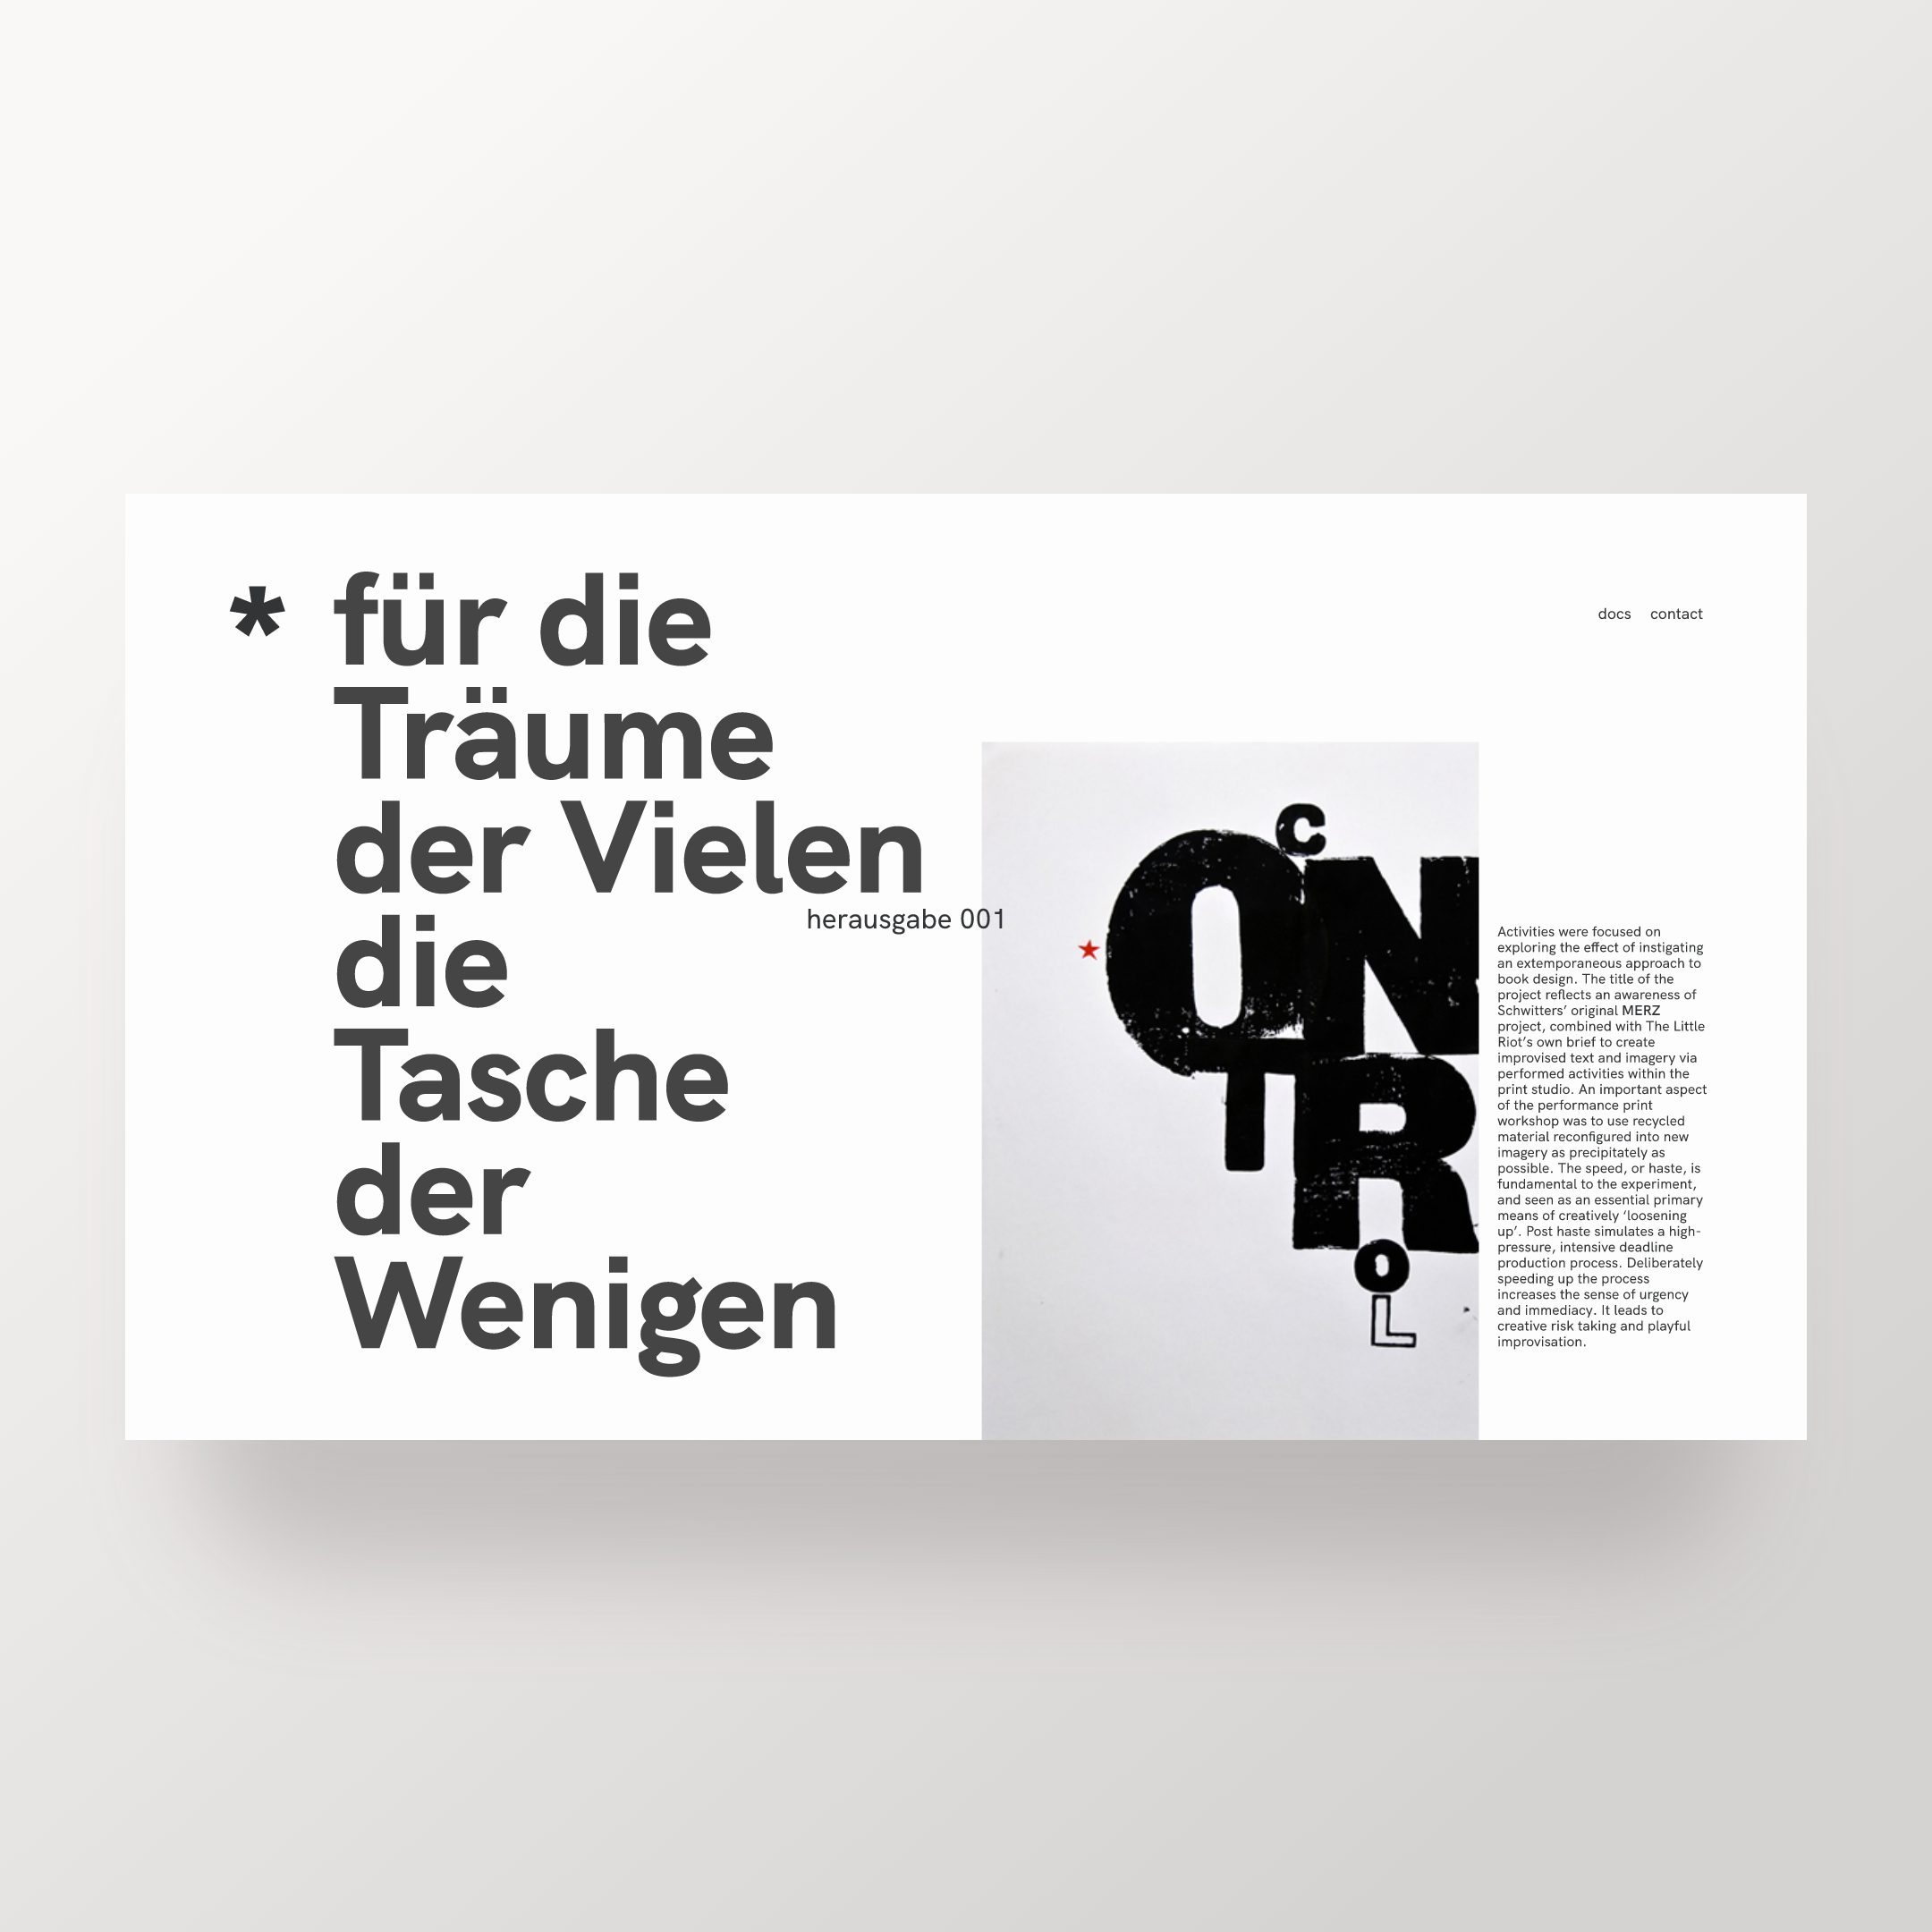 * für die
Träume
der Vielen
die
Tasche
der
Wenigen
herausgabe 001
docs contact
C
ON
TR
O
L
Activities were focused on
exploring the effect of instigating
an extemporaneous approach to
book design. The title of the
project reflects an awareness of
Schwitters’ original MERZ
project, combined with The Little
Riot’s own brief to create
improvised text and imagery via
performed activities within the
print studio. An important aspect
of the performance print
workshop was to use recycled
material reconfigured into new
imagery as precipitately as
possible. The speed, or haste, is
fundamental to the experiment,
and seen as an essential primary
means of creatively ‘loosening
up’. Post haste simulates a high-
pressure, intensive deadline
production process. Deliberately
speeding up the process
increases the sense of urgency
and immediacy. It leads to
creative risk taking and playful
improvisation.